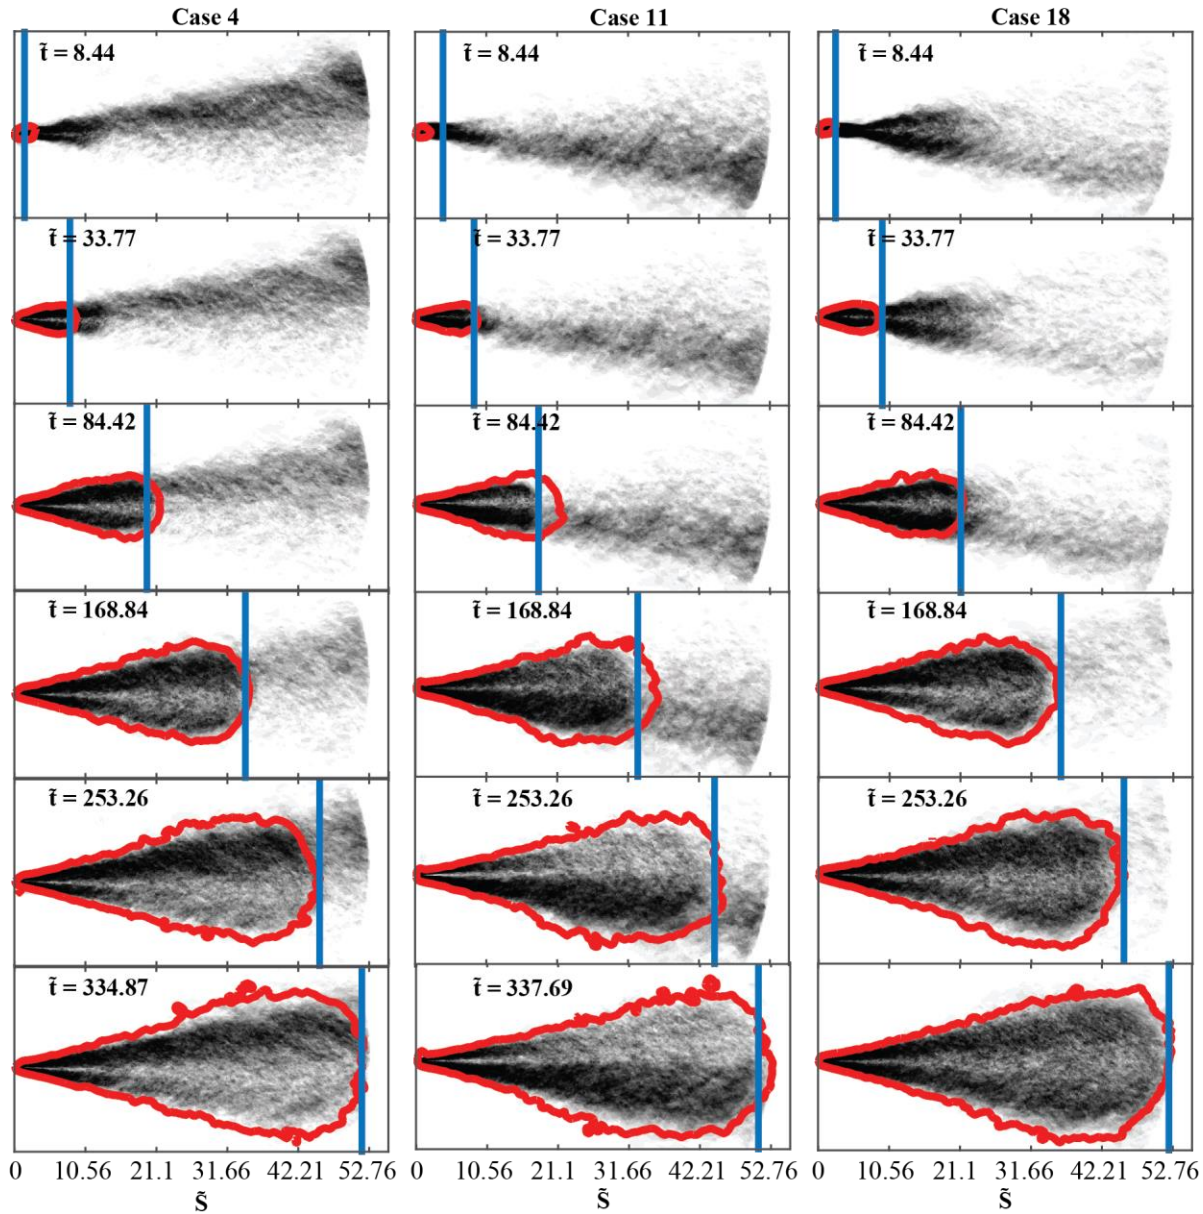 Case 4 Case 11 Case 18
t̃ = 8.44 t̃ = 8.44 t̃ = 8.44
t̃ = 33.77 t̃ = 33.77 t̃ = 33.77
t̃ = 84.42 t̃ = 84.42 t̃ = 84.42
t̃ = 168.84 t̃ = 168.84 t̃ = 168.84
t̃ = 253.26 t̃ = 253.26 t̃ = 253.26
t̃ = 334.87 t̃ = 337.69
0 10.56 21.1 31.66 42.21 52.76 0 10.56 21.1 31.66 42.21 52.76 0 10.56 21.1 31.66 42.21 52.76
S̃ S̃ S̃